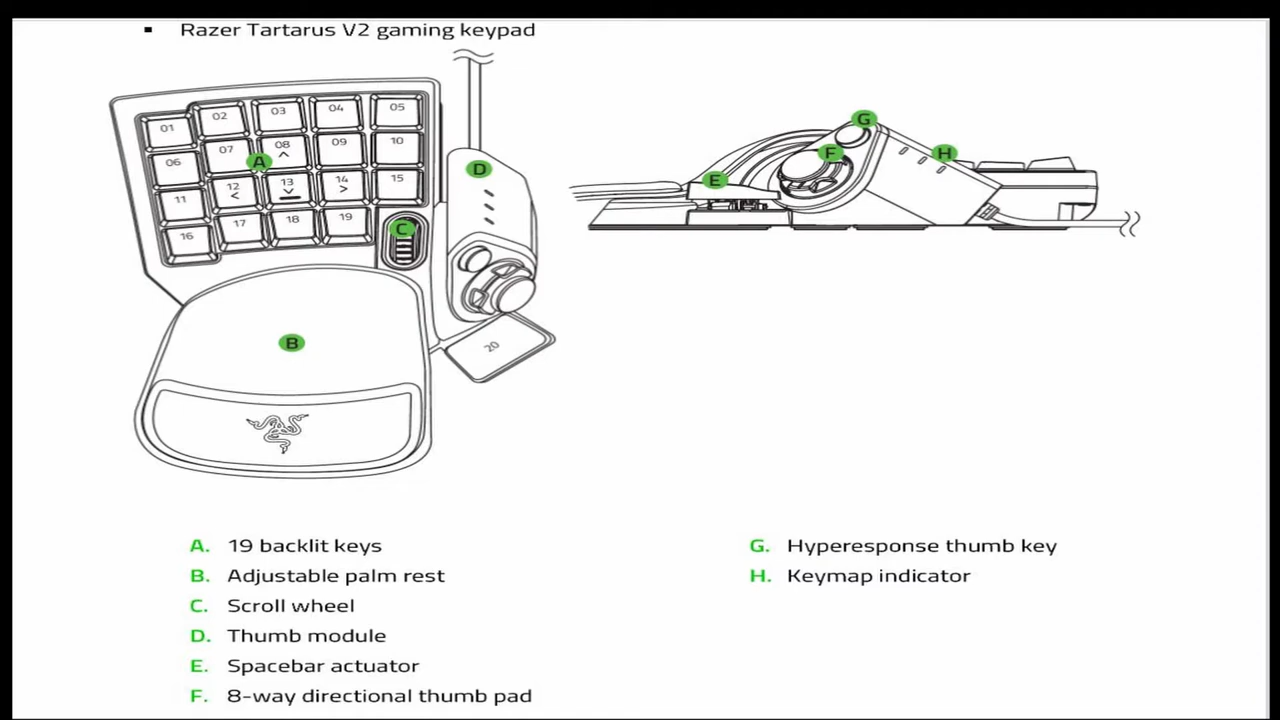 ▪ Razer Tartarus V2 gaming keypad
01 02 03 04 05
06 07 08 09 10
^
11 12 13 14 15
< ⌄ >
16 17 18 19
20
A
B
C
D
E
F
G
H
A. 19 backlit keys
B. Adjustable palm rest
C. Scroll wheel
D. Thumb module
E. Spacebar actuator
F. 8-way directional thumb pad
G. Hyperesponse thumb key
H. Keymap indicator